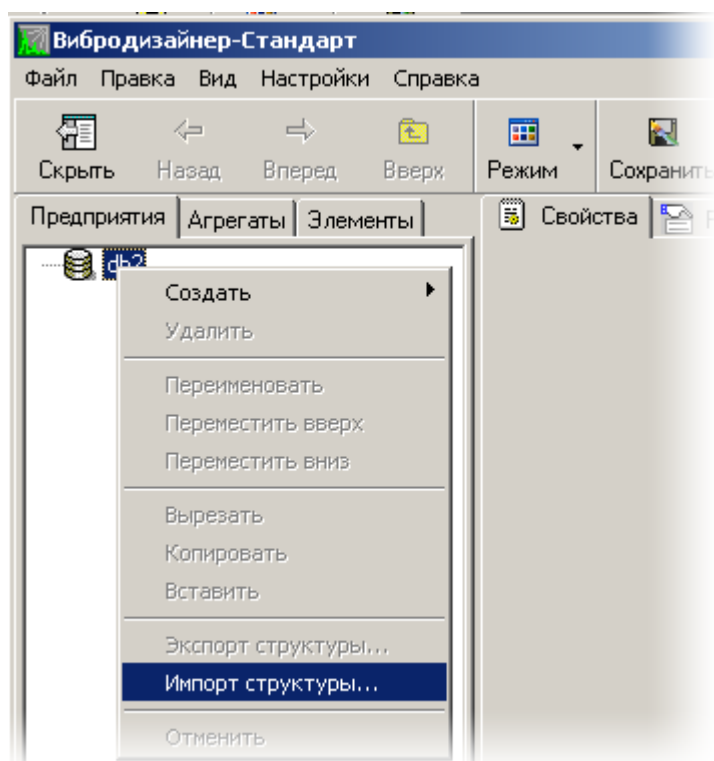 Вибродизайнер-Стандарт
Файл Правка Вид Настройки Справка
Скрыть Назад Вперед Вверх Режим Сохранить
Предприятия Агрегаты Элементы Свойства
db2
Создать
Удалить
Переименовать
Переместить вверх
Переместить вниз
Вырезать
Копировать
Вставить
Экспорт структуры...
Импорт структуры...
Отменить